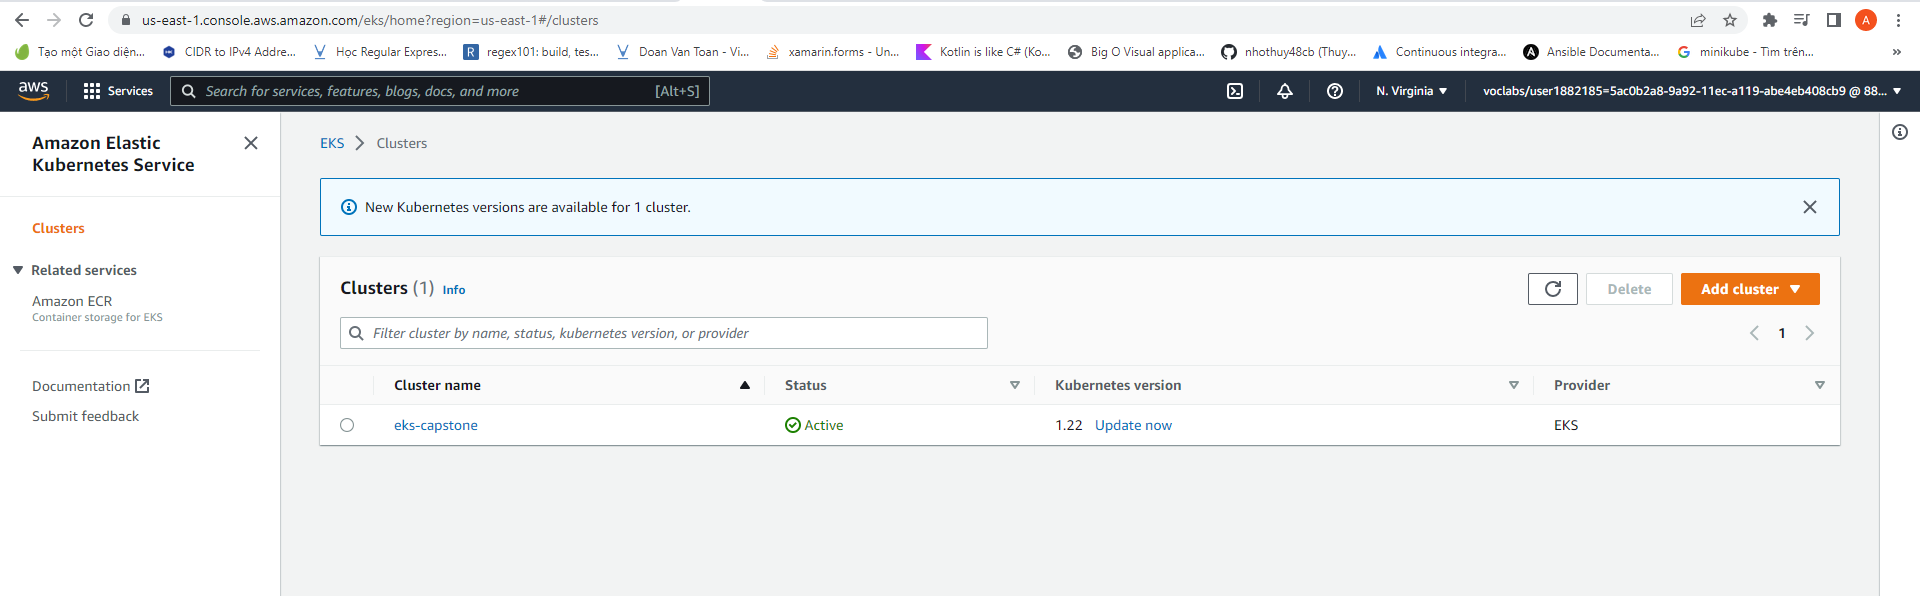 us-east-1.console.aws.amazon.com/eks/home?region=us-east-1#/clusters
A
Tạo một Giao diện... CIDR to IPv4 Addre... Học Regular Expres... R regex101: build, tes... Doan Van Toan - Vi... xamarin.forms - Un... Kotlin is like C# (Ko... Big O Visual applica... nhothuy48cb (Thuy... Continuous integra... A Ansible Documenta... G minikube - Tìm trên... »
aws Services Search for services, features, blogs, docs, and more [Alt+S] N. Virginia voclabs/user1882185=5ac0b2a8-9a92-11ec-a119-abe4eb408cb9 @ 88...
Amazon Elastic
Kubernetes Service
Clusters
Related services
Amazon ECR
Container storage for EKS
Documentation
Submit feedback
EKS Clusters
New Kubernetes versions are available for 1 cluster.
Clusters (1) Info
Delete Add cluster
Filter cluster by name, status, kubernetes version, or provider
1
Cluster name Status Kubernetes version Provider
eks-capstone Active 1.22 Update now EKS